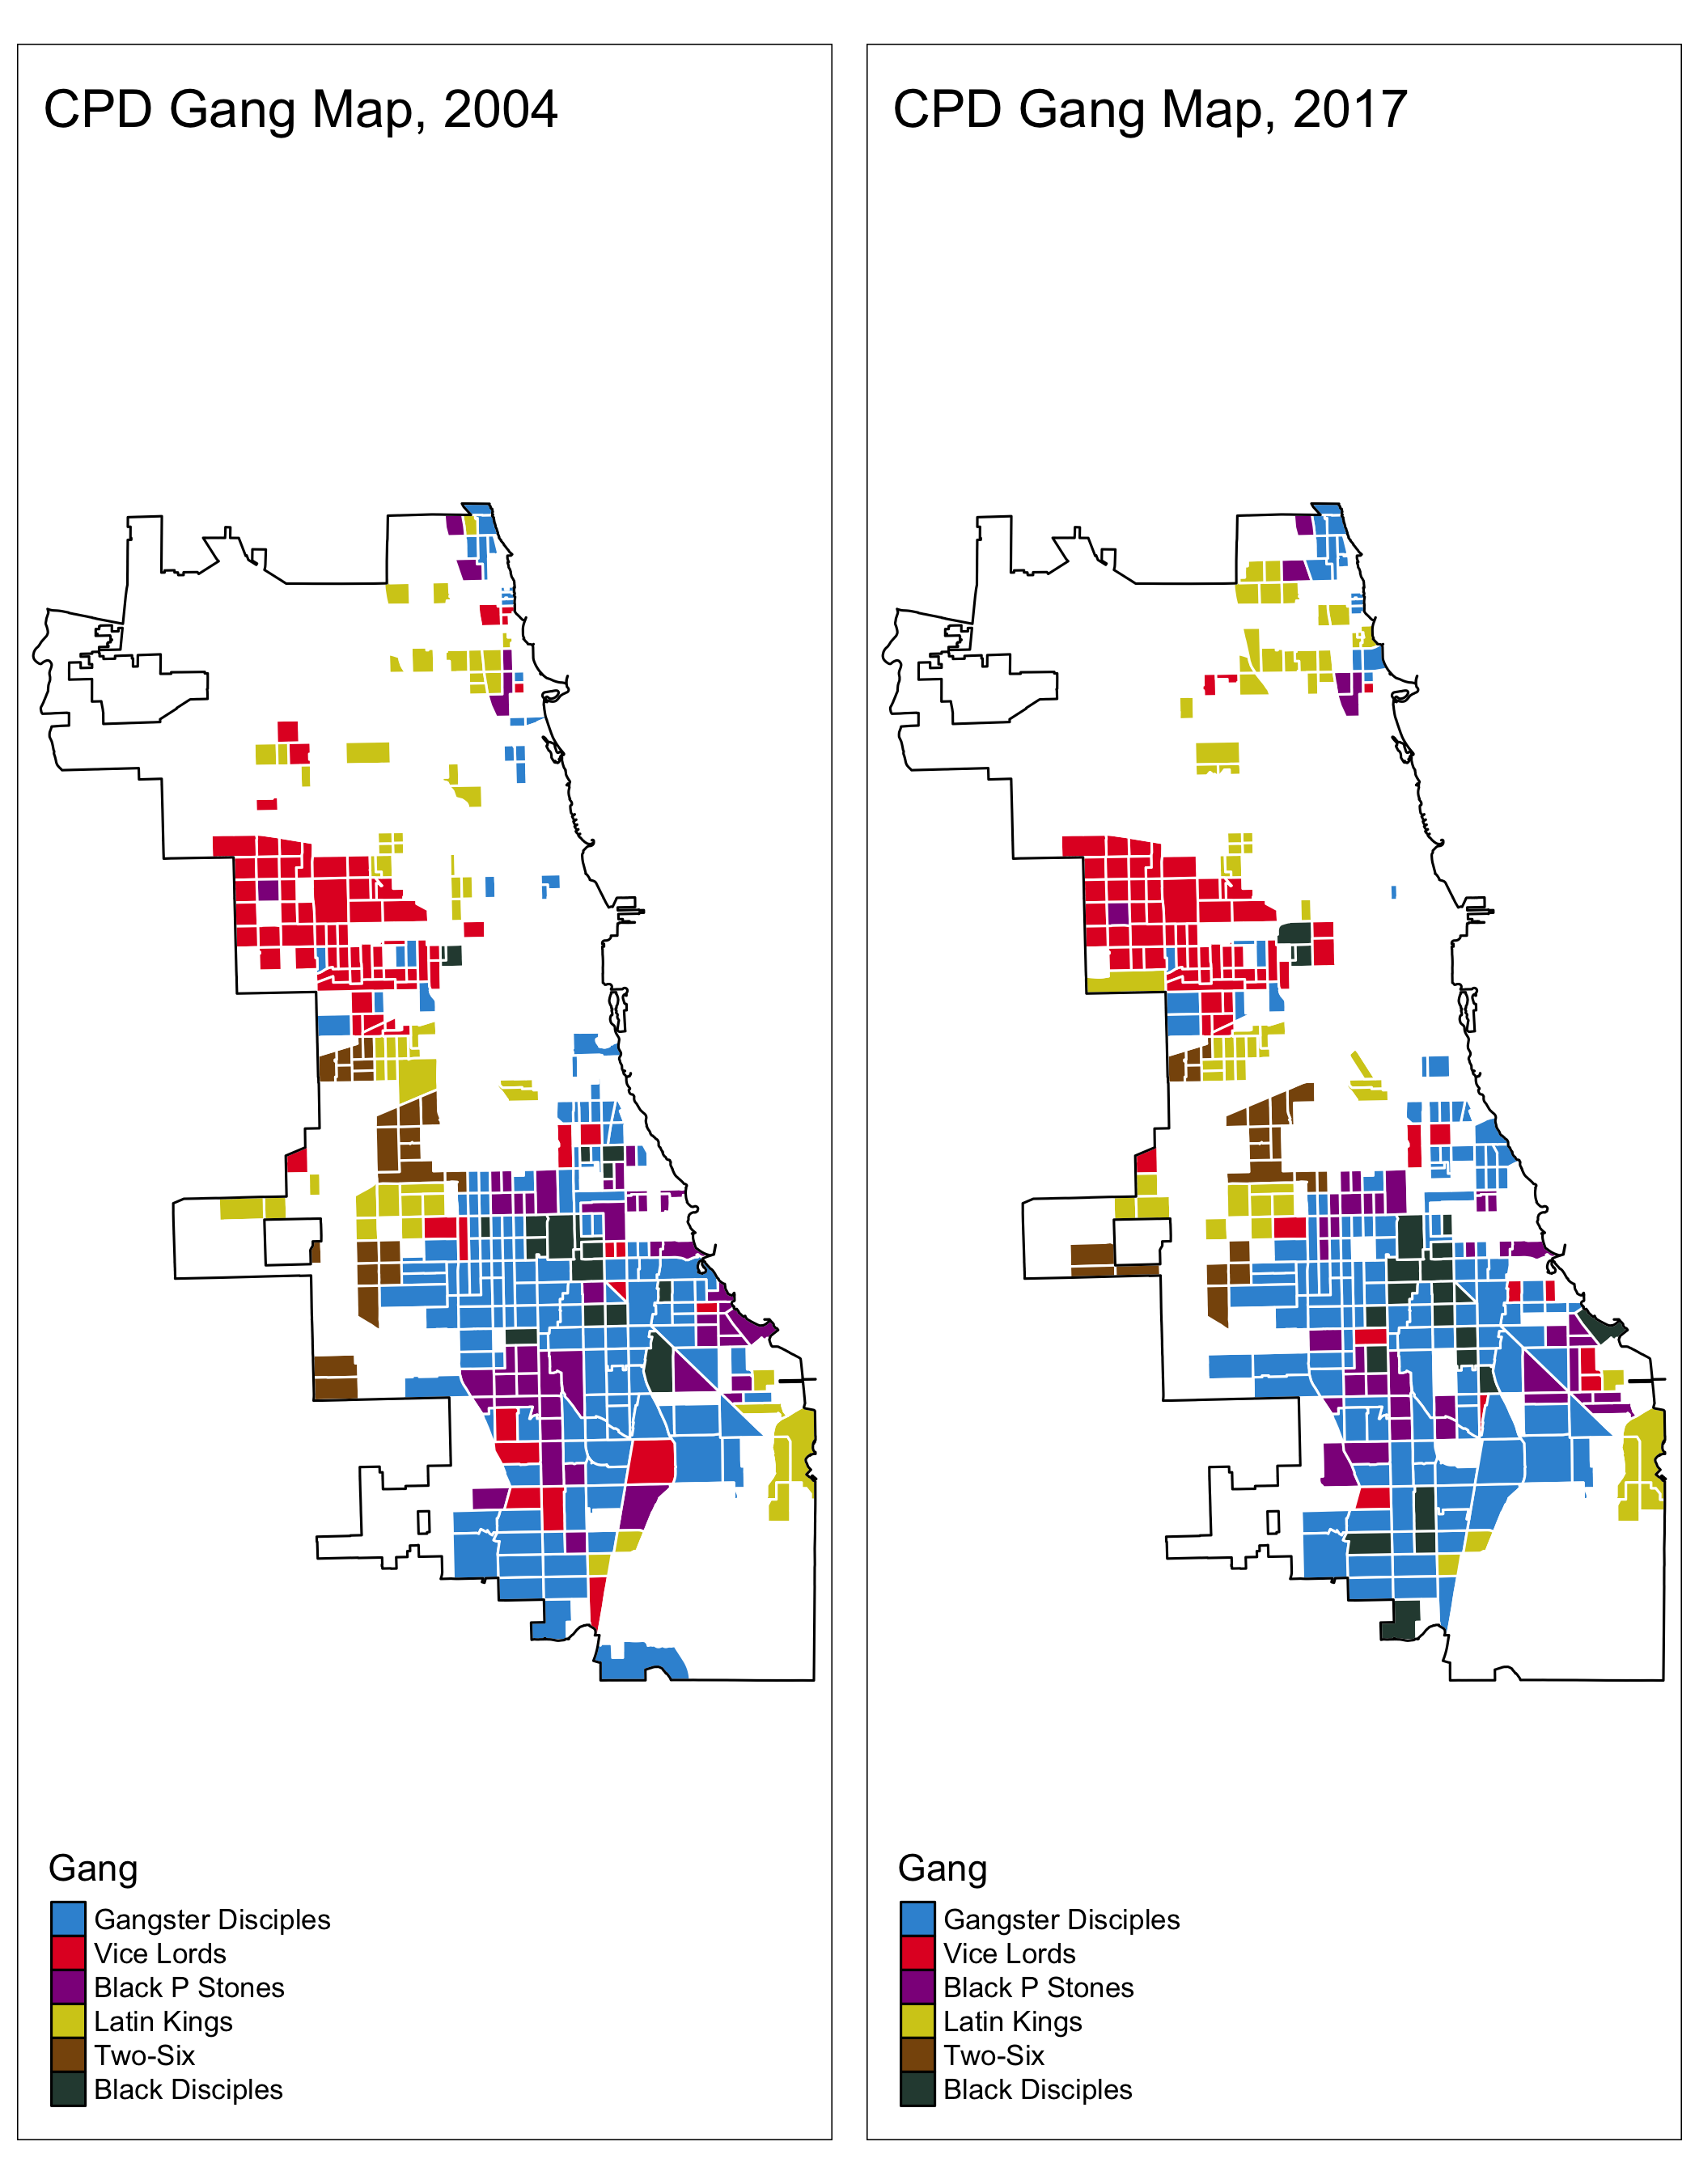 CPD Gang Map, 2004
Gang
Gangster Disciples
Vice Lords
Black P Stones
Latin Kings
Two-Six
Black Disciples
CPD Gang Map, 2017
Gang
Gangster Disciples
Vice Lords
Black P Stones
Latin Kings
Two-Six
Black Disciples